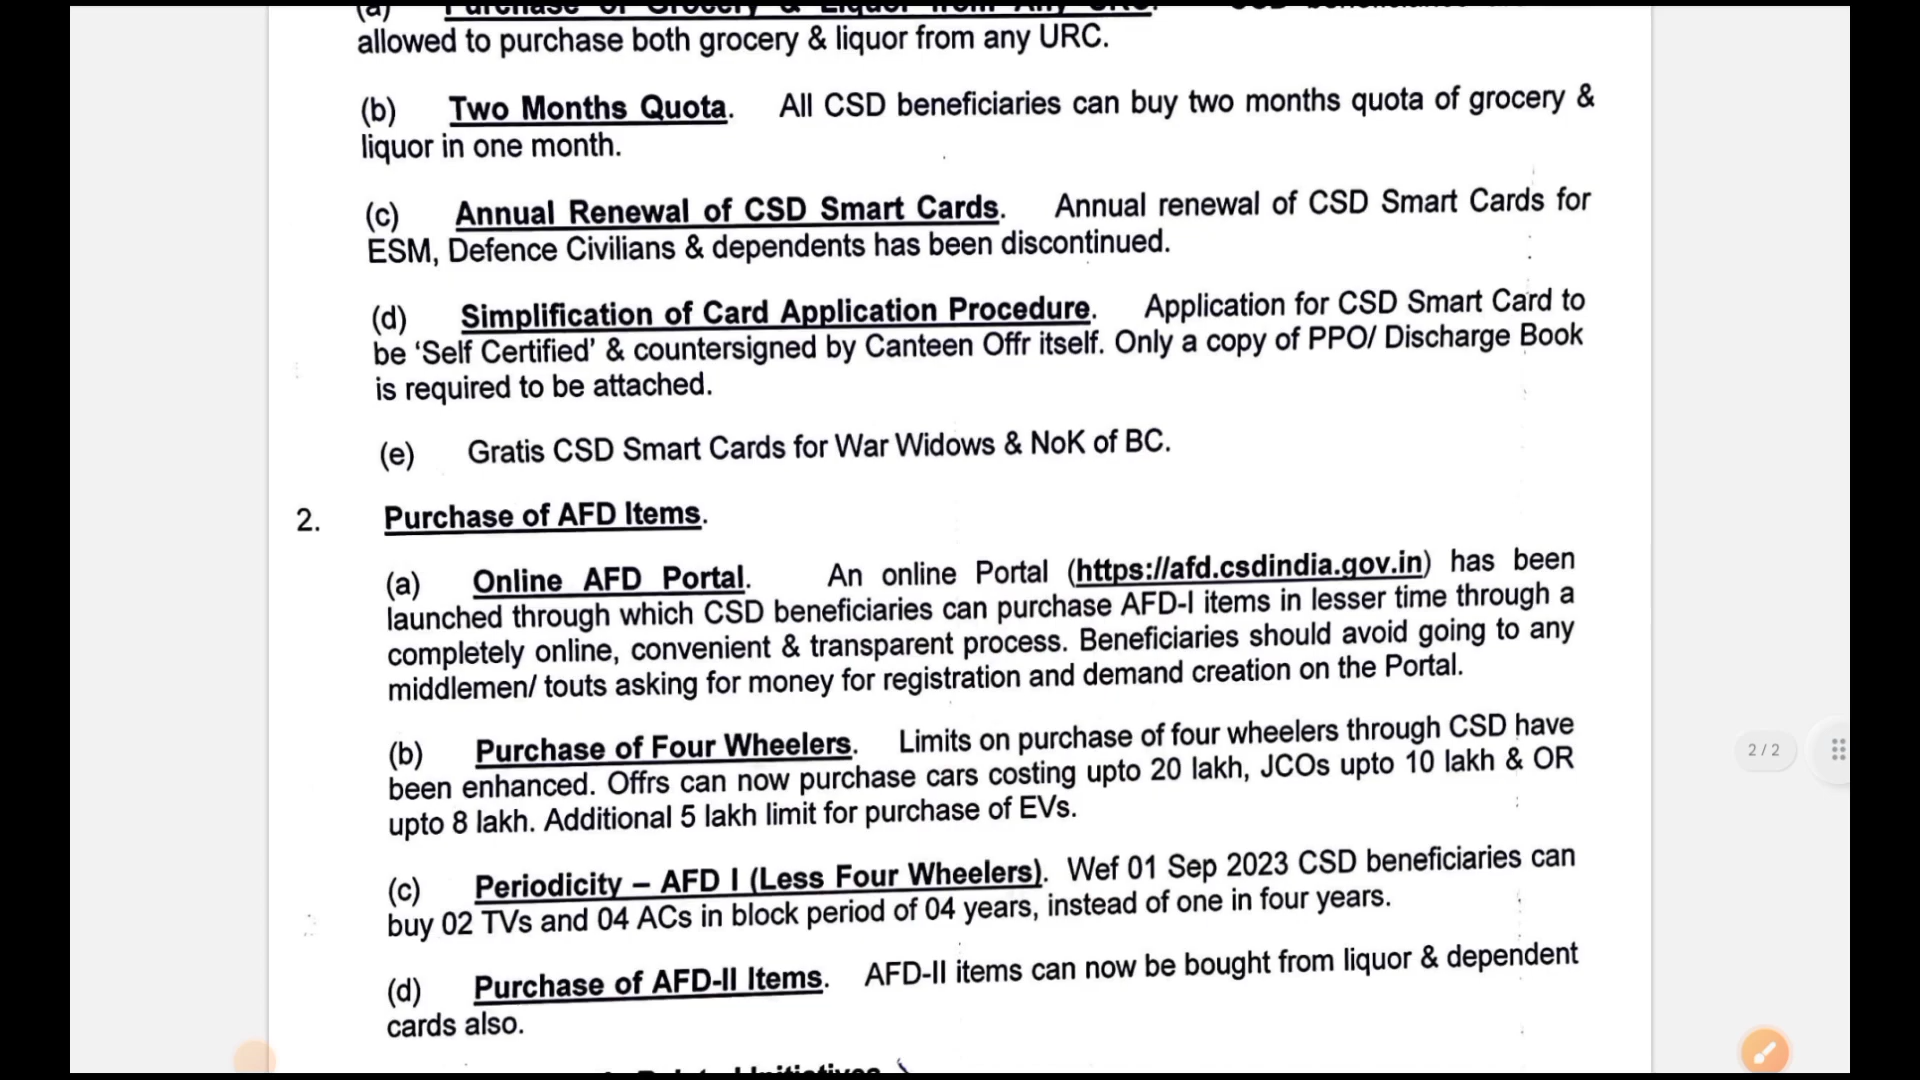 (a) Purchase of Grocery & Liquor from Any URC.
allowed to purchase both grocery & liquor from any URC.
(b) Two Months Quota. All CSD beneficiaries can buy two months quota of grocery &
liquor in one month.
(c) Annual Renewal of CSD Smart Cards. Annual renewal of CSD Smart Cards for
ESM, Defence Civilians & dependents has been discontinued.
(d) Simplification of Card Application Procedure. Application for CSD Smart Card to
be ‘Self Certified’ & countersigned by Canteen Offr itself. Only a copy of PPO/ Discharge Book
is required to be attached.
(e) Gratis CSD Smart Cards for War Widows & NoK of BC.
2. Purchase of AFD Items.
(a) Online AFD Portal. An online Portal (https://afd.csdindia.gov.in) has been
launched through which CSD beneficiaries can purchase AFD-I items in lesser time through a
completely online, convenient & transparent process. Beneficiaries should avoid going to any
middlemen/ touts asking for money for registration and demand creation on the Portal.
(b) Purchase of Four Wheelers. Limits on purchase of four wheelers through CSD have
been enhanced. Offrs can now purchase cars costing upto 20 lakh, JCOs upto 10 lakh & OR
upto 8 lakh. Additional 5 lakh limit for purchase of EVs.
2/2
(c) Periodicity – AFD I (Less Four Wheelers). Wef 01 Sep 2023 CSD beneficiaries can
buy 02 TVs and 04 ACs in block period of 04 years, instead of one in four years.
(d) Purchase of AFD-II Items. AFD-II items can now be bought from liquor & dependent
cards also.
Related Initiatives